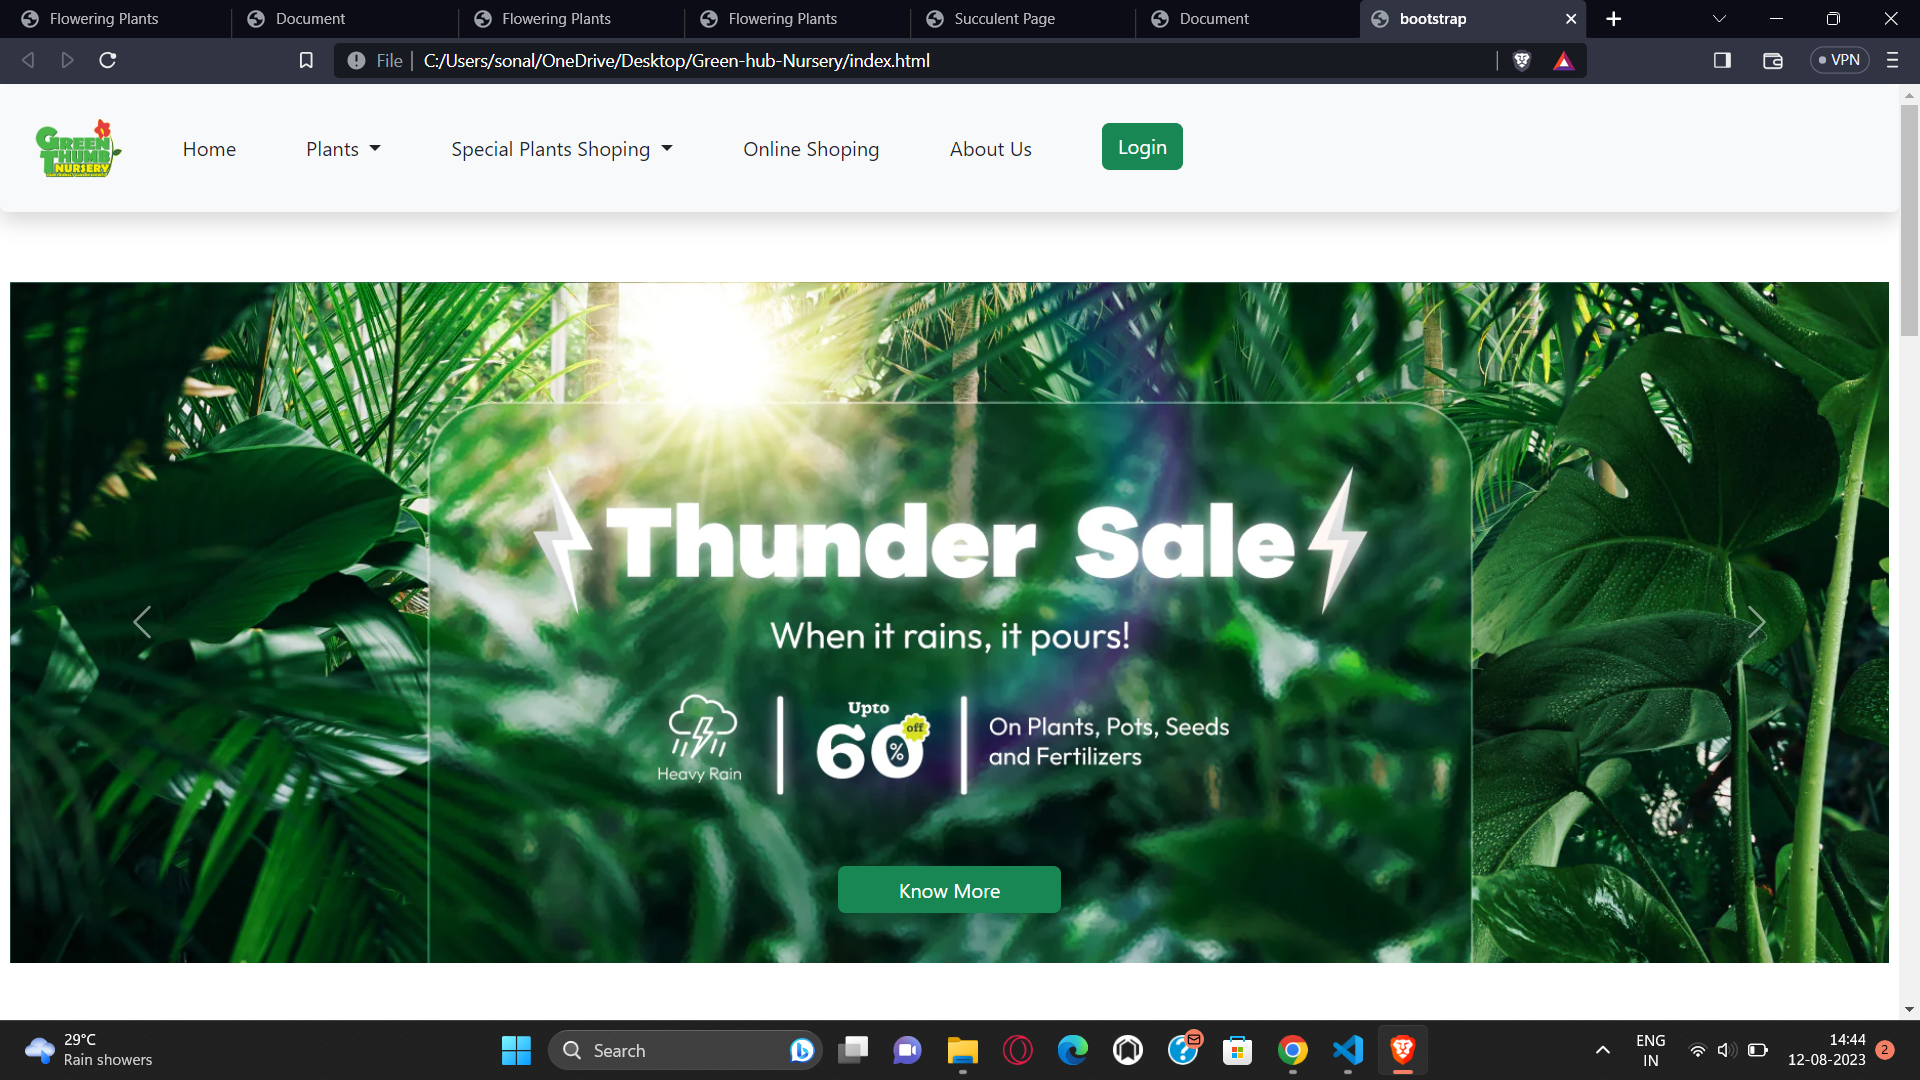 Flowering Plants
Document
Flowering Plants
Flowering Plants
Succulent Page
Document
bootstrap
File
C:/Users/sonal/OneDrive/Desktop/Green-hub-Nursery/index.html
VPN
GREEN
THUMB
NURSERY
Home
Plants
Special Plants Shoping
Online Shoping
About Us
Login
Thunder Sale
When it rains, it pours!
Heavy Rain
Upto
60%
off
On Plants, Pots, Seeds
and Fertilizers
Know More
29°C
Rain showers
Search
ENG
IN
14:44
12-08-2023
2